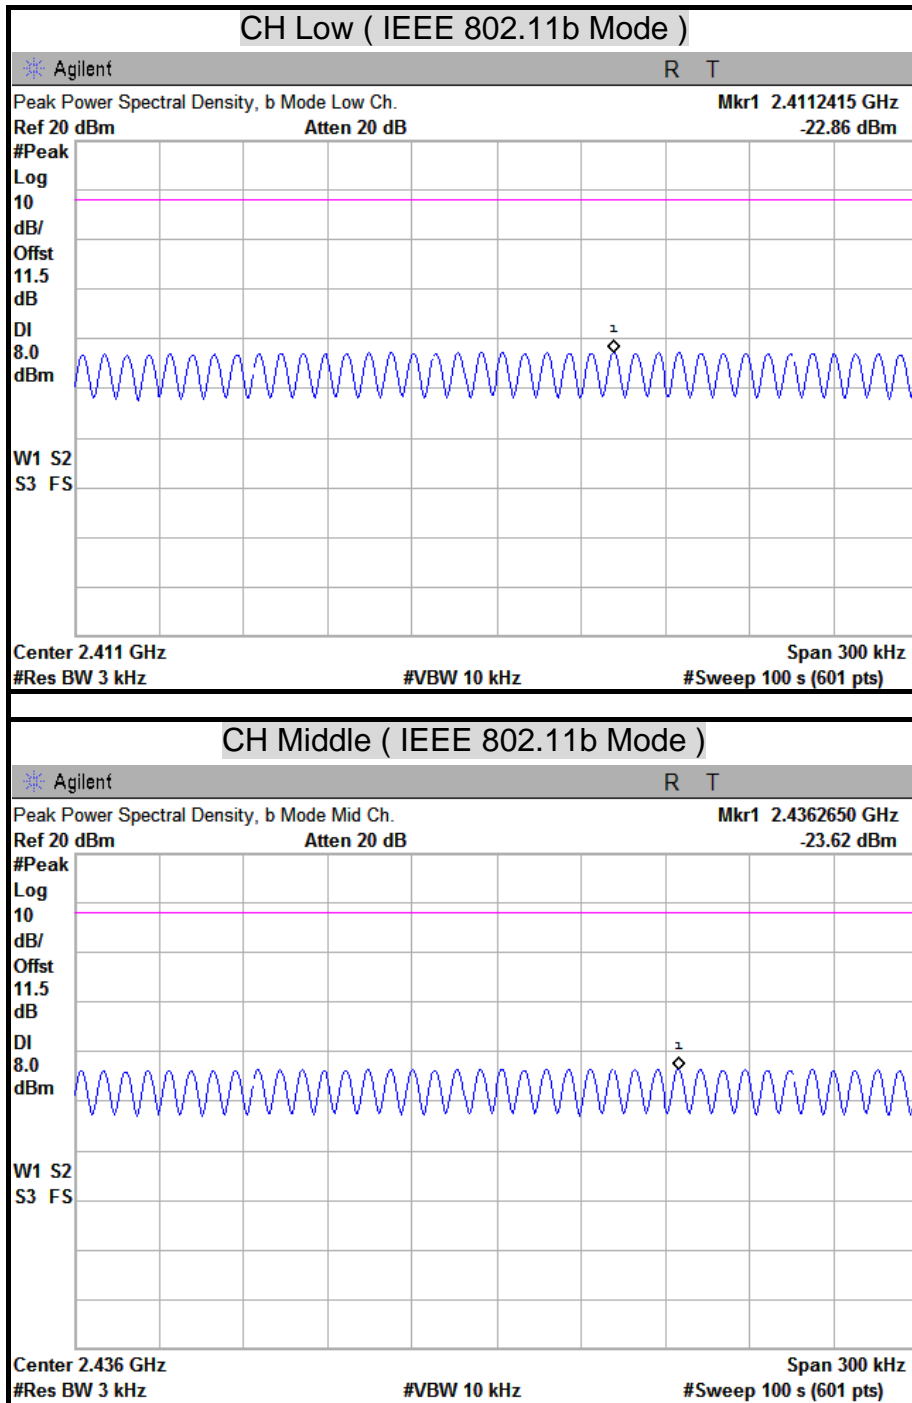 CH Low ( IEEE 802.11b Mode )
Agilent R T
Peak Power Spectral Density, b Mode Low Ch. Mkr1 2.4112415 GHz
Ref 20 dBm Atten 20 dB -22.86 dBm
#Peak
Log
10
dB/
Offst
11.5
dB
DI
8.0
dBm
1
W1 S2
S3 FS
Center 2.411 GHz Span 300 kHz
#Res BW 3 kHz #VBW 10 kHz #Sweep 100 s (601 pts)
CH Middle ( IEEE 802.11b Mode )
Agilent R T
Peak Power Spectral Density, b Mode Mid Ch. Mkr1 2.4362650 GHz
Ref 20 dBm Atten 20 dB -23.62 dBm
#Peak
Log
10
dB/
Offst
11.5
dB
DI
8.0
dBm
1
W1 S2
S3 FS
Center 2.436 GHz Span 300 kHz
#Res BW 3 kHz #VBW 10 kHz #Sweep 100 s (601 pts)